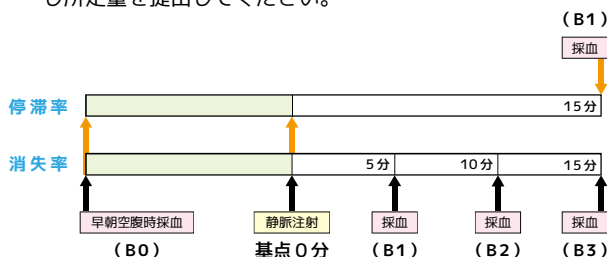 し所定量を提出してください。
(B1)
採血
停滞率
15分
消失率
5分 10分 15分
早朝空腹時採血 静脈注射 採血 採血 採血
(B0) 基点0分 (B1) (B2) (B3)